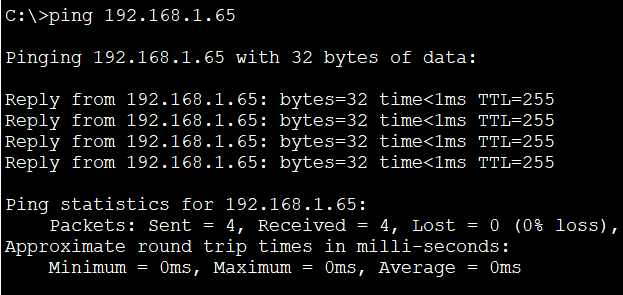 C:\>ping 192.168.1.65
Pinging 192.168.1.65 with 32 bytes of data:
Reply from 192.168.1.65: bytes=32 time<1ms TTL=255
Reply from 192.168.1.65: bytes=32 time<1ms TTL=255
Reply from 192.168.1.65: bytes=32 time<1ms TTL=255
Reply from 192.168.1.65: bytes=32 time<1ms TTL=255
Ping statistics for 192.168.1.65:
Packets: Sent = 4, Received = 4, Lost = 0 (0% loss),
Approximate round trip times in milli-seconds:
Minimum = 0ms, Maximum = 0ms, Average = 0ms